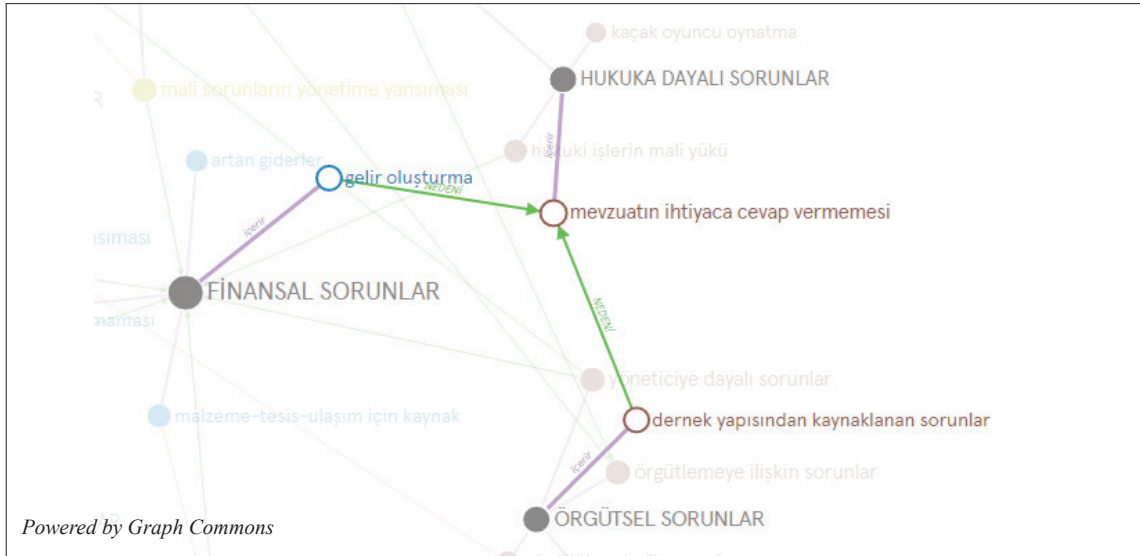 kaçak oyuncu oynatma
HUKUKA DAYALI SORUNLAR
mali sorunların yönetime yansıması
içerir
hukuki işlerin mali yükü
artan giderler
gelir oluşturma
NEDENİ
mevzuatın ihtiyaca cevap vermemesi
içerir
FİNANSAL SORUNLAR
NEDENİ
maması
yöneticiye dayalı sorunlar
malzeme-tesis-ulaşım için kaynak
dernek yapısından kaynaklanan sorunlar
içerir
örgütlemeye ilişkin sorunlar
ÖRGÜTSEL SORUNLAR
Powered by Graph Commons